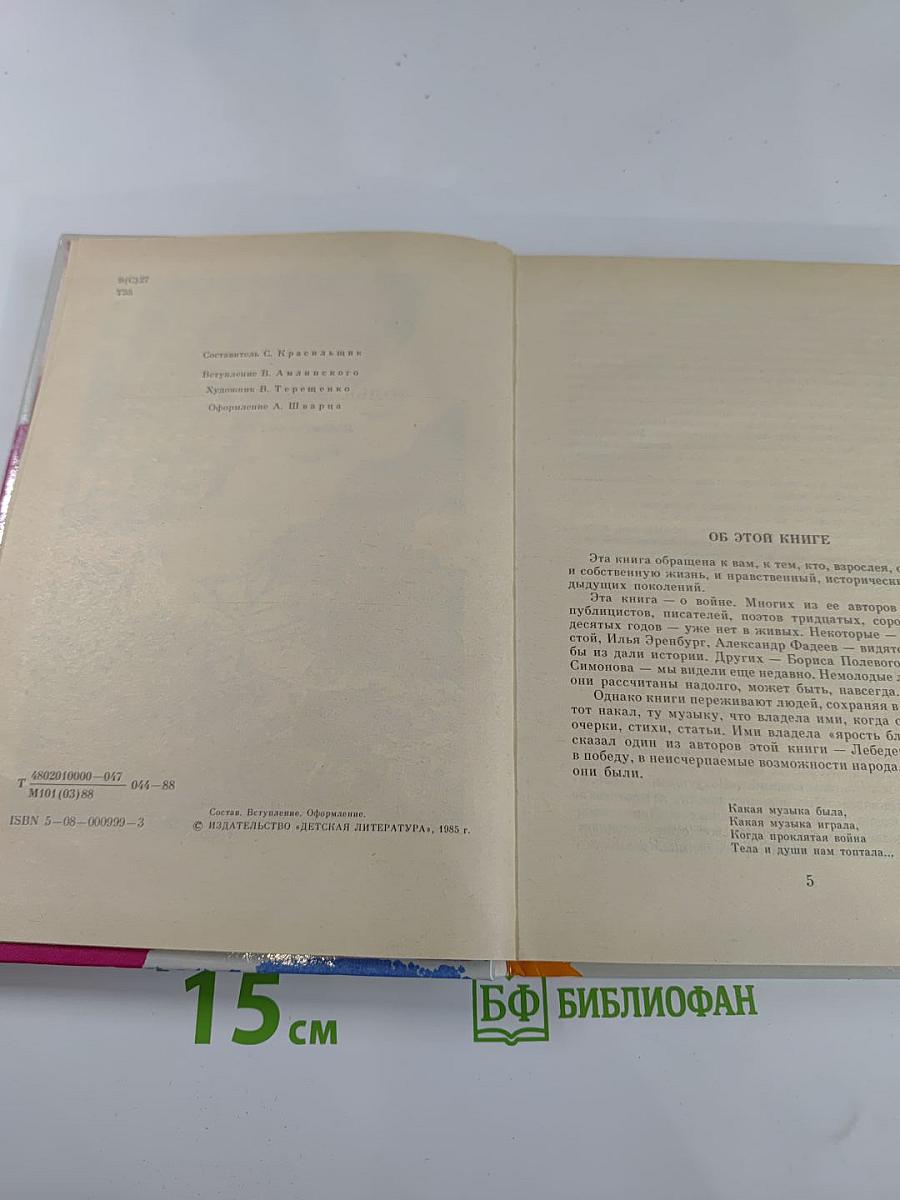 9(С)27
У35
Составитель С. Красильщик
Вступление В. Амлинского
Художник В. Терещенко
Оформление А. Шварца
Т 4802010000—047 044—88
М101(03)88
ISBN 5—08—000999—3
Состав. Вступление. Оформление.
© ИЗДАТЕЛЬСТВО «ДЕТСКАЯ ЛИТЕРАТУРА», 1985 г.
ОБ ЭТОЙ КНИГЕ
Эта книга обращена к вам, к тем, кто, взрослея,
и собственную жизнь, и нравственный, исторически
дыдущих поколений.
Эта книга — о войне. Многих из ее авторов
публицистов, писателей, поэтов тридцатых, соро
десятых годов — уже нет в живых. Некоторые —
стой, Илья Эренбург, Александр Фадеев — видятс
бы из дали истории. Других — Бориса Полевого
Симонова — мы видели еще недавно. Немолодые л
они рассчитаны надолго, может быть, навсегда.
Однако книги переживают людей, сохраняя в
тот накал, ту музыку, что владела ими, когда с
очерки, стихи, статьи. Ими владела «ярость бл
сказал один из авторов этой книги — Лебеде
в победу, в неисчерпаемые возможности народа.
они были.
Какая музыка была,
Какая музыка играла,
Когда проклятая война
Тела и души нам топтала...
5
15 см
БФ БИБЛИОФАН